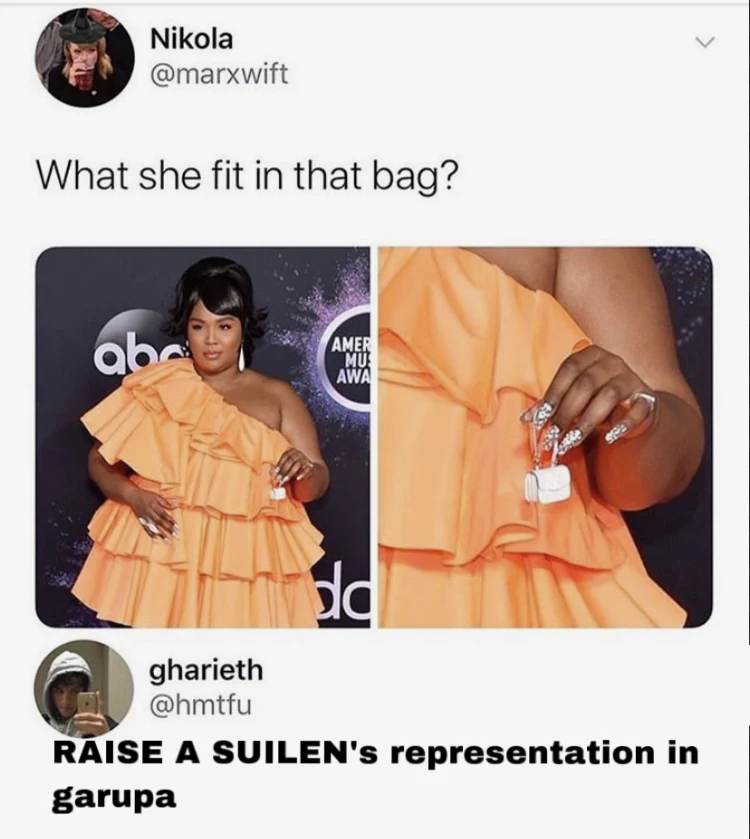 Nikola
@marxwift
What she fit in that bag?
abc
AMER
MUS
AWA
dc
gharieth
@hmtfu
RAISE A SUILEN's representation in
garupa